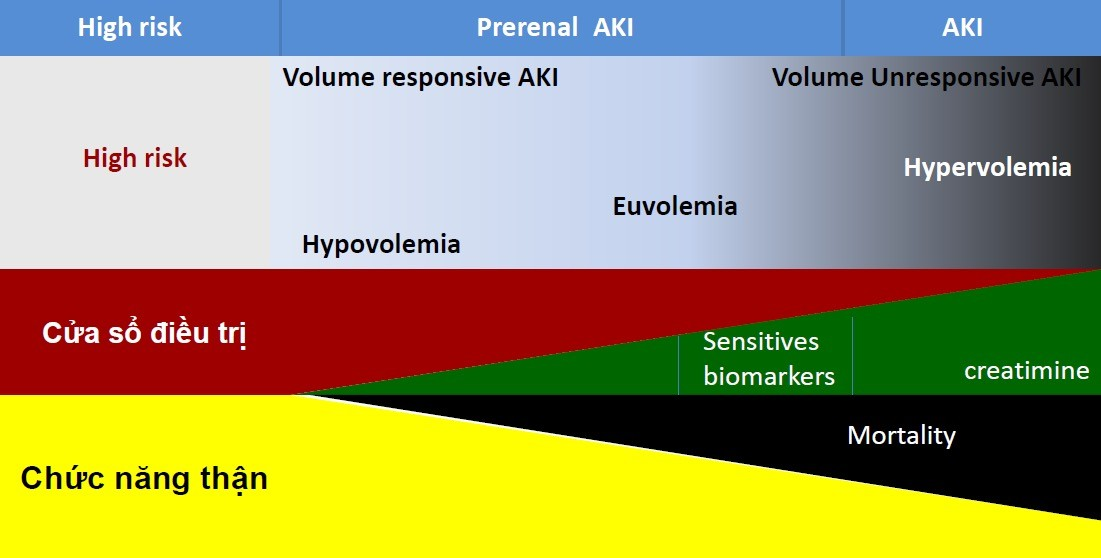 High risk
Prerenal AKI
AKI
Volume responsive AKI
Volume Unresponsive AKI
High risk
Hypervolemia
Euvolemia
Hypovolemia
Cửa sổ điều trị
Sensitives
biomarkers
creatimine
Mortality
Chức năng thận